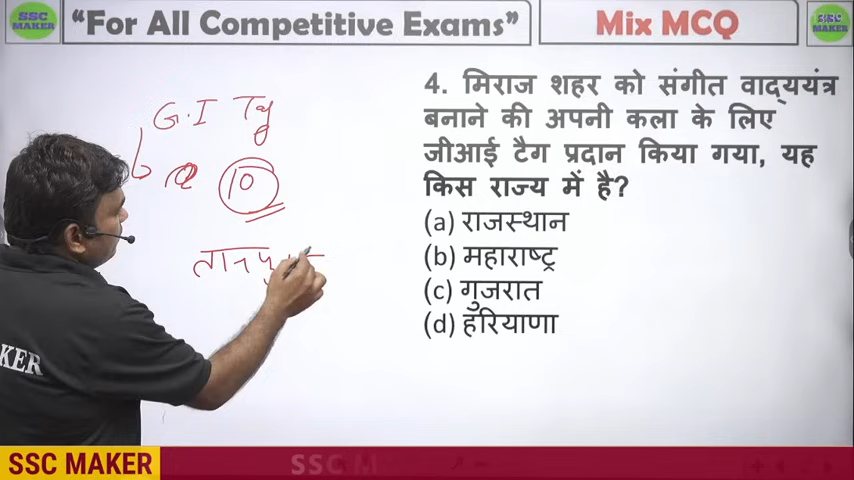 SSC MAKER
“For All Competitive Exams”
Mix MCQ
SSC MAKER
G.I Tag
10
4. मिराज शहर को संगीत वाद्ययंत्र
बनाने की अपनी कला के लिए
जीआई टैग प्रदान किया गया, यह
किस राज्य में है?
(a) राजस्थान
(b) महाराष्ट्र
(c) गुजरात
(d) हरियाणा
तानपु
KER
SSC MAKER
SSC M